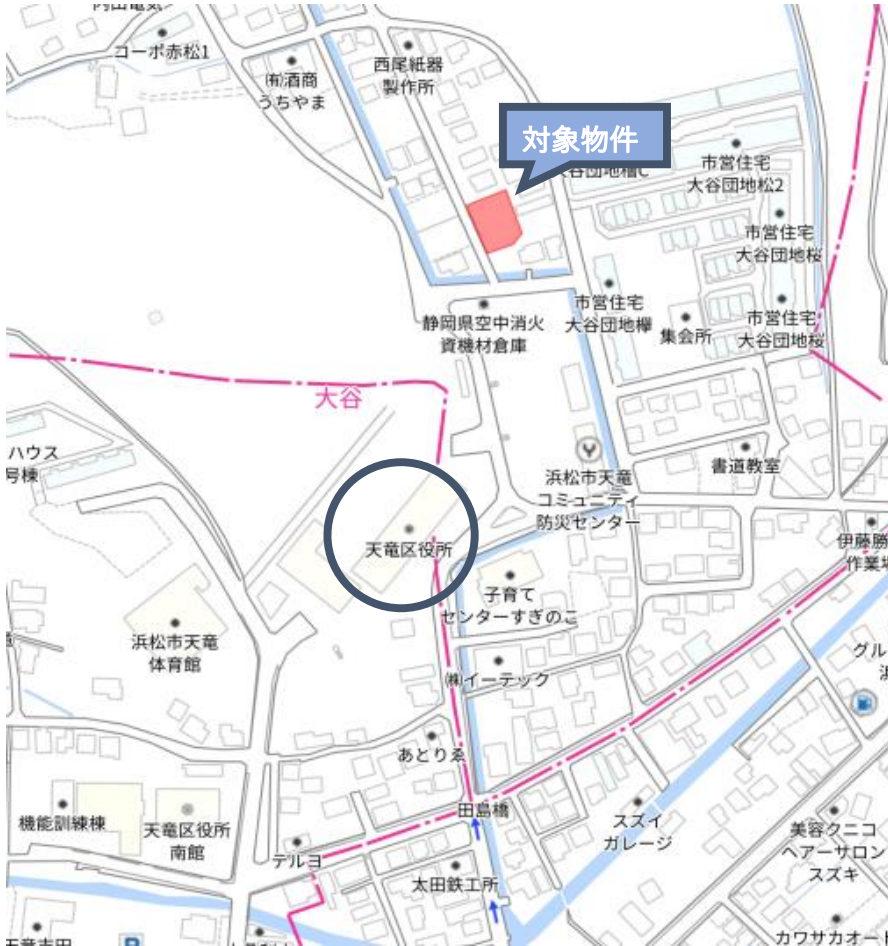 内山電気
コーポ赤松1
㈲酒商
うちやま
西尾紙器
製作所
対象物件
大谷団地檜C
市営住宅
大谷団地松2
市営住宅
大谷団地桜
市営住宅
大谷団地欅
集会所
市営住宅
大谷団地桜
静岡県空中消火
資機材倉庫
大谷
ハウス
号棟
書道教室
浜松市天竜
コミュニティ
防災センター
天竜区役所
伊藤勝
作業場
子育て
センターすぎのこ
浜松市天竜
体育館
㈱イーテック
グル
浜
あとりゑ
田島橋
機能訓練棟
天竜区役所
南館
テルヨ
スズイ
ガレージ
美容クニコ
ヘアーサロン
スズキ
太田鉄工所
カワサカオート